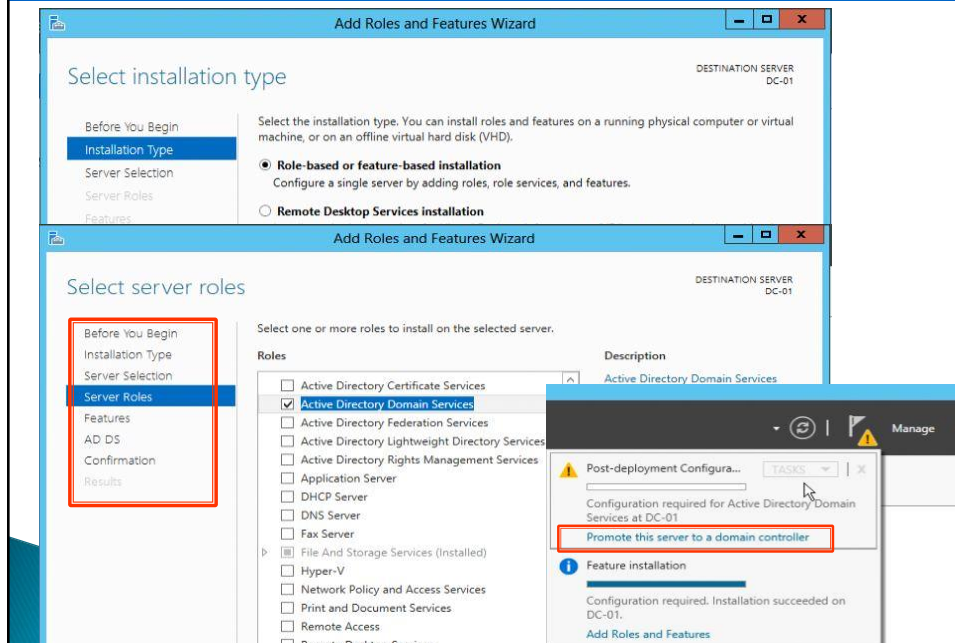 Add Roles and Features Wizard
Select installation type
DESTINATION SERVER
DC-01
Before You Begin
Installation Type
Server Selection
Server Roles
Features
Select the installation type. You can install roles and features on a running physical computer or virtual
machine, or on an offline virtual hard disk (VHD).
Role-based or feature-based installation
Configure a single server by adding roles, role services, and features.
Remote Desktop Services installation
Add Roles and Features Wizard
Select server roles
DESTINATION SERVER
DC-01
Before You Begin
Installation Type
Server Selection
Server Roles
Features
AD DS
Confirmation
Results
Select one or more roles to install on the selected server.
Roles
Active Directory Certificate Services
Active Directory Domain Services
Active Directory Federation Services
Active Directory Lightweight Directory Services
Active Directory Rights Management Services
Application Server
DHCP Server
DNS Server
Fax Server
File And Storage Services (Installed)
Hyper-V
Network Policy and Access Services
Print and Document Services
Remote Access
Description
Active Directory Domain Services
Manage
Post-deployment Configura...
TASKS
Configuration required for Active Directory Domain
Services at DC-01
Promote this server to a domain controller
Feature installation
Configuration required. Installation succeeded on
DC-01.
Add Roles and Features